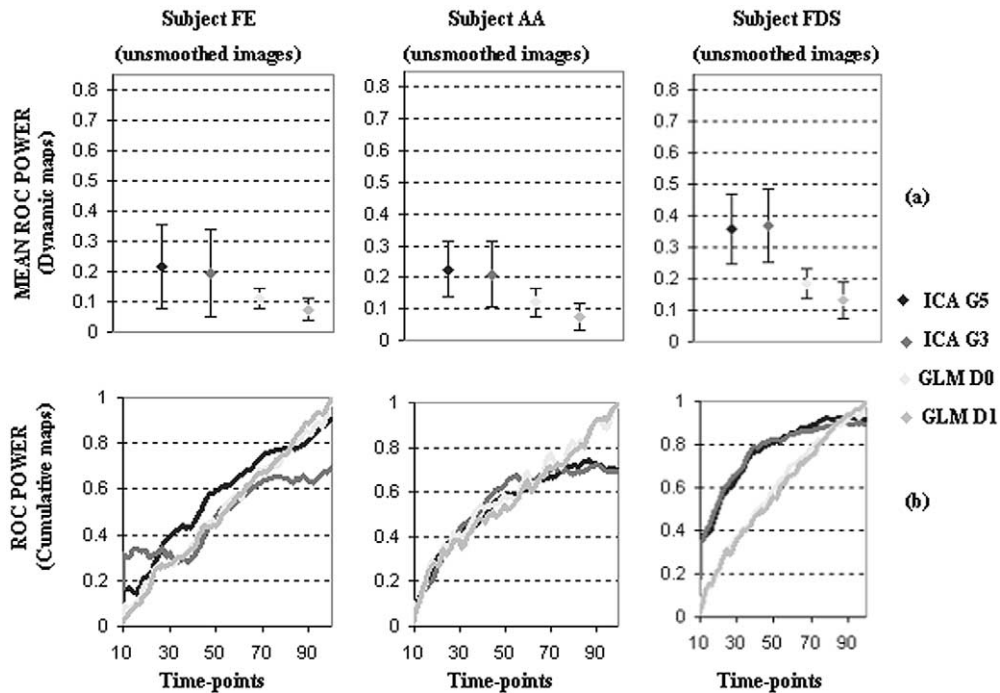 Subject FE
(unsmoothed images)
Subject AA
(unsmoothed images)
Subject FDS
(unsmoothed images)
MEAN ROC POWER
(Dynamic maps)
0.8
0.7
0.6
0.5
0.4
0.3
0.2
0.1
0
0.8
0.7
0.6
0.5
0.4
0.3
0.2
0.1
0
0.8
0.7
0.6
0.5
0.4
0.3
0.2
0.1
0
(a)
ICA G5
ICA G3
GLM D0
GLM D1
ROC POWER
(Cumulative maps)
1
0.8
0.6
0.4
0.2
0
10 30 50 70 90
Time-points
1
0.8
0.6
0.4
0.2
0
10 30 50 70 90
Time-points
1
0.8
0.6
0.4
0.2
0
10 30 50 70 90
Time-points
(b)